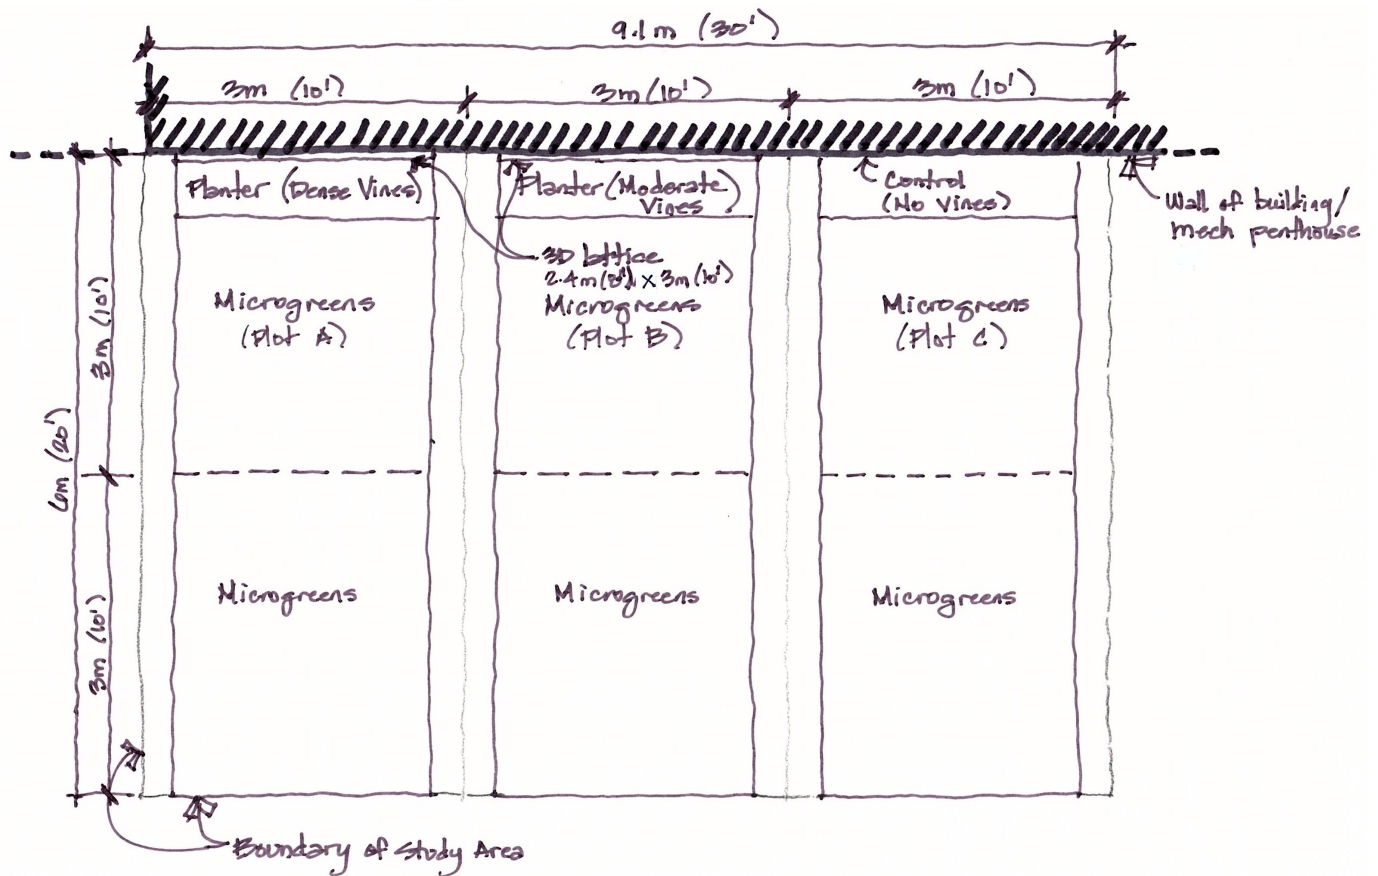 9.1m (30')
3m (10')
3m (10')
3m (10')
Planter (Dense Vines)
Planter (Moderate
Vines)
Control
(No Vines)
Wall of building/
mech penthouse
3D lattice
2.4m (8') x 3m (10')
Microgreens
(Plot A)
Microgreens
(Plot B)
Microgreens
(Plot C)
3m (10')
6m (20')
3m (10')
Microgreens
Microgreens
Microgreens
Boundary of Study Area